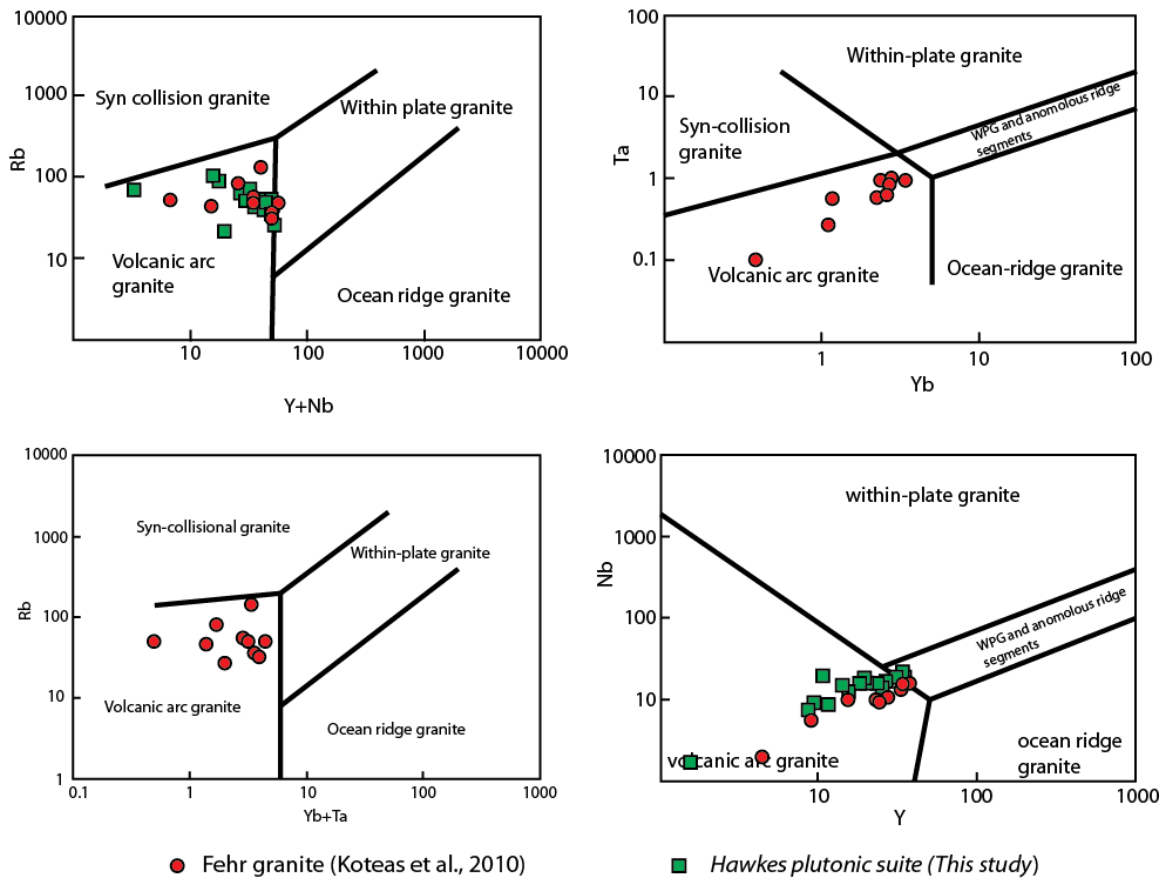 10000
1000
100
10
Rb
Syn collision granite
Within plate granite
Volcanic arc
granite
Ocean ridge granite
10
100
1000
10000
Y+Nb
100
10
1
0.1
Ta
Within-plate granite
WPG and anomolous ridge
segments
Syn-collision
granite
Volcanic arc granite
Ocean-ridge granite
1
10
100
Yb
10000
1000
100
10
1
Rb
Syn-collisional granite
Within-plate granite
Volcanic arc granite
Ocean ridge granite
0.1
1
10
100
1000
Yb+Ta
10000
1000
100
10
Nb
within-plate granite
WPG and anomolous ridge
segments
volcanic arc granite
ocean ridge
granite
10
100
1000
Y
Fehr granite (Koteas et al., 2010)
Hawkes plutonic suite (This study)